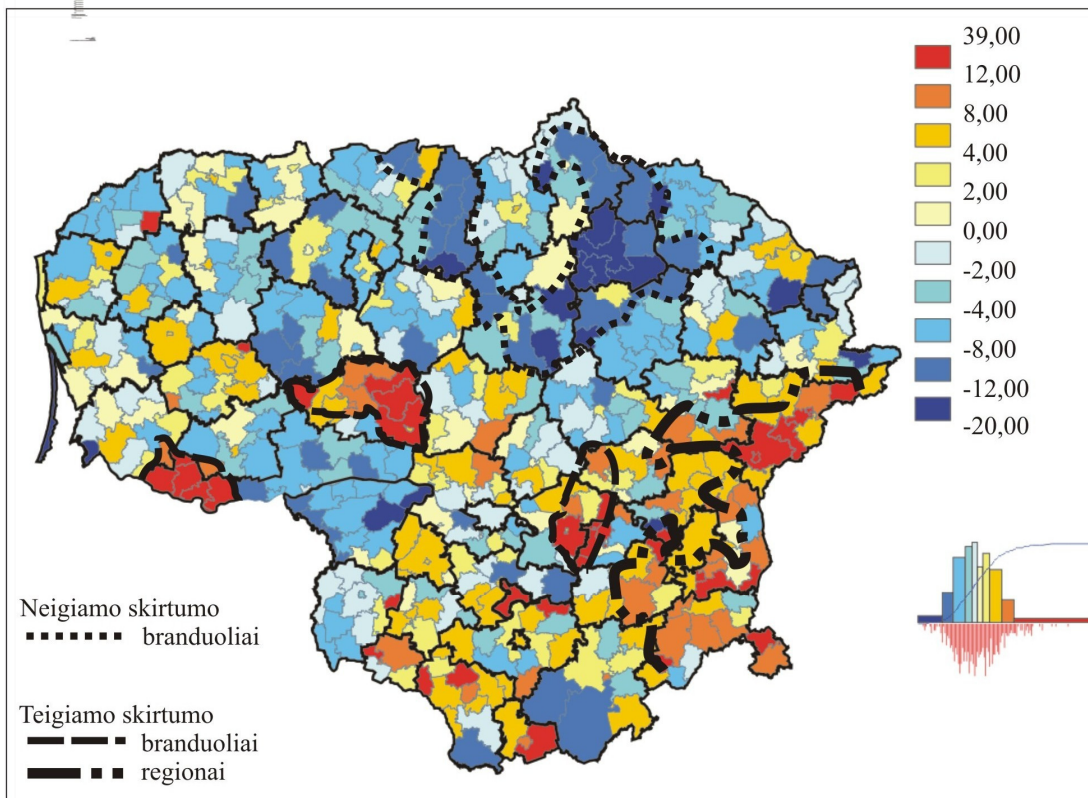 39,00
12,00
8,00
4,00
2,00
0,00
-2,00
-4,00
-8,00
-12,00
-20,00
Neigiamo skirtumo
branduoliai
Teigiamo skirtumo
branduoliai
regionai